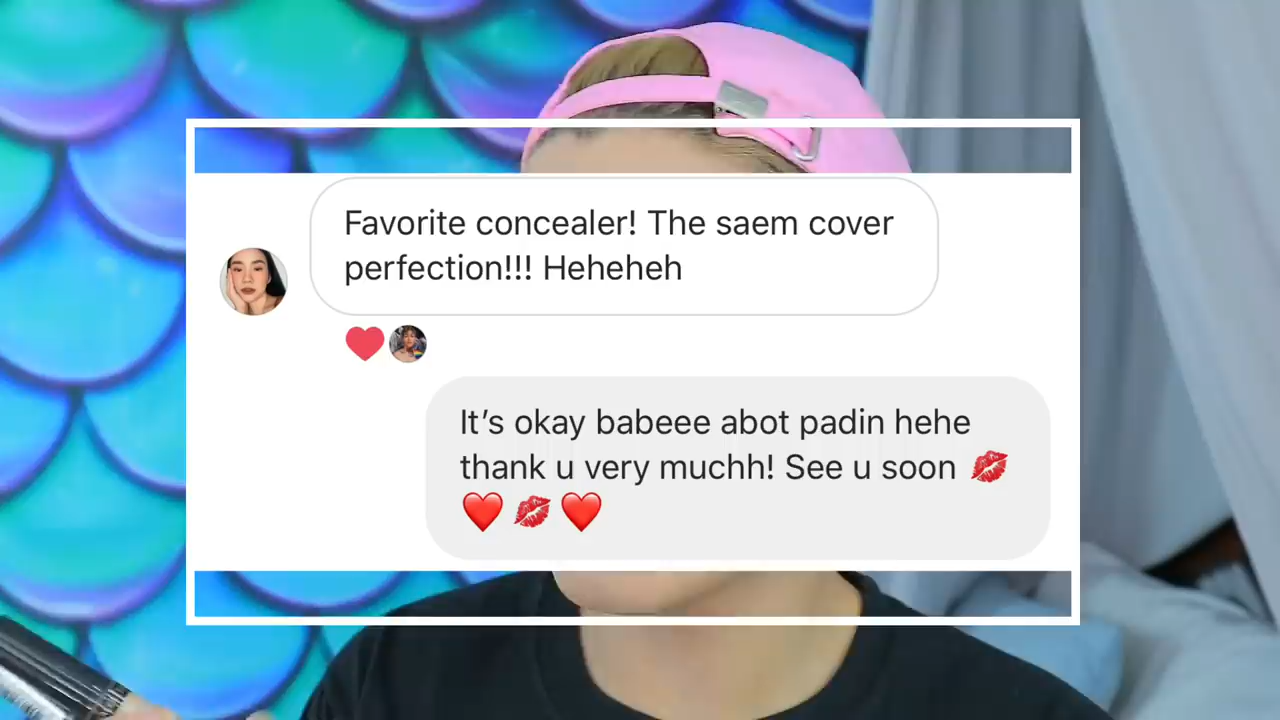 Favorite concealer! The saem cover
perfection!!! Heheheh
It’s okay babeee abot padin hehe
thank u very muchh! See u soon 💋
❤️ 💋 ❤️